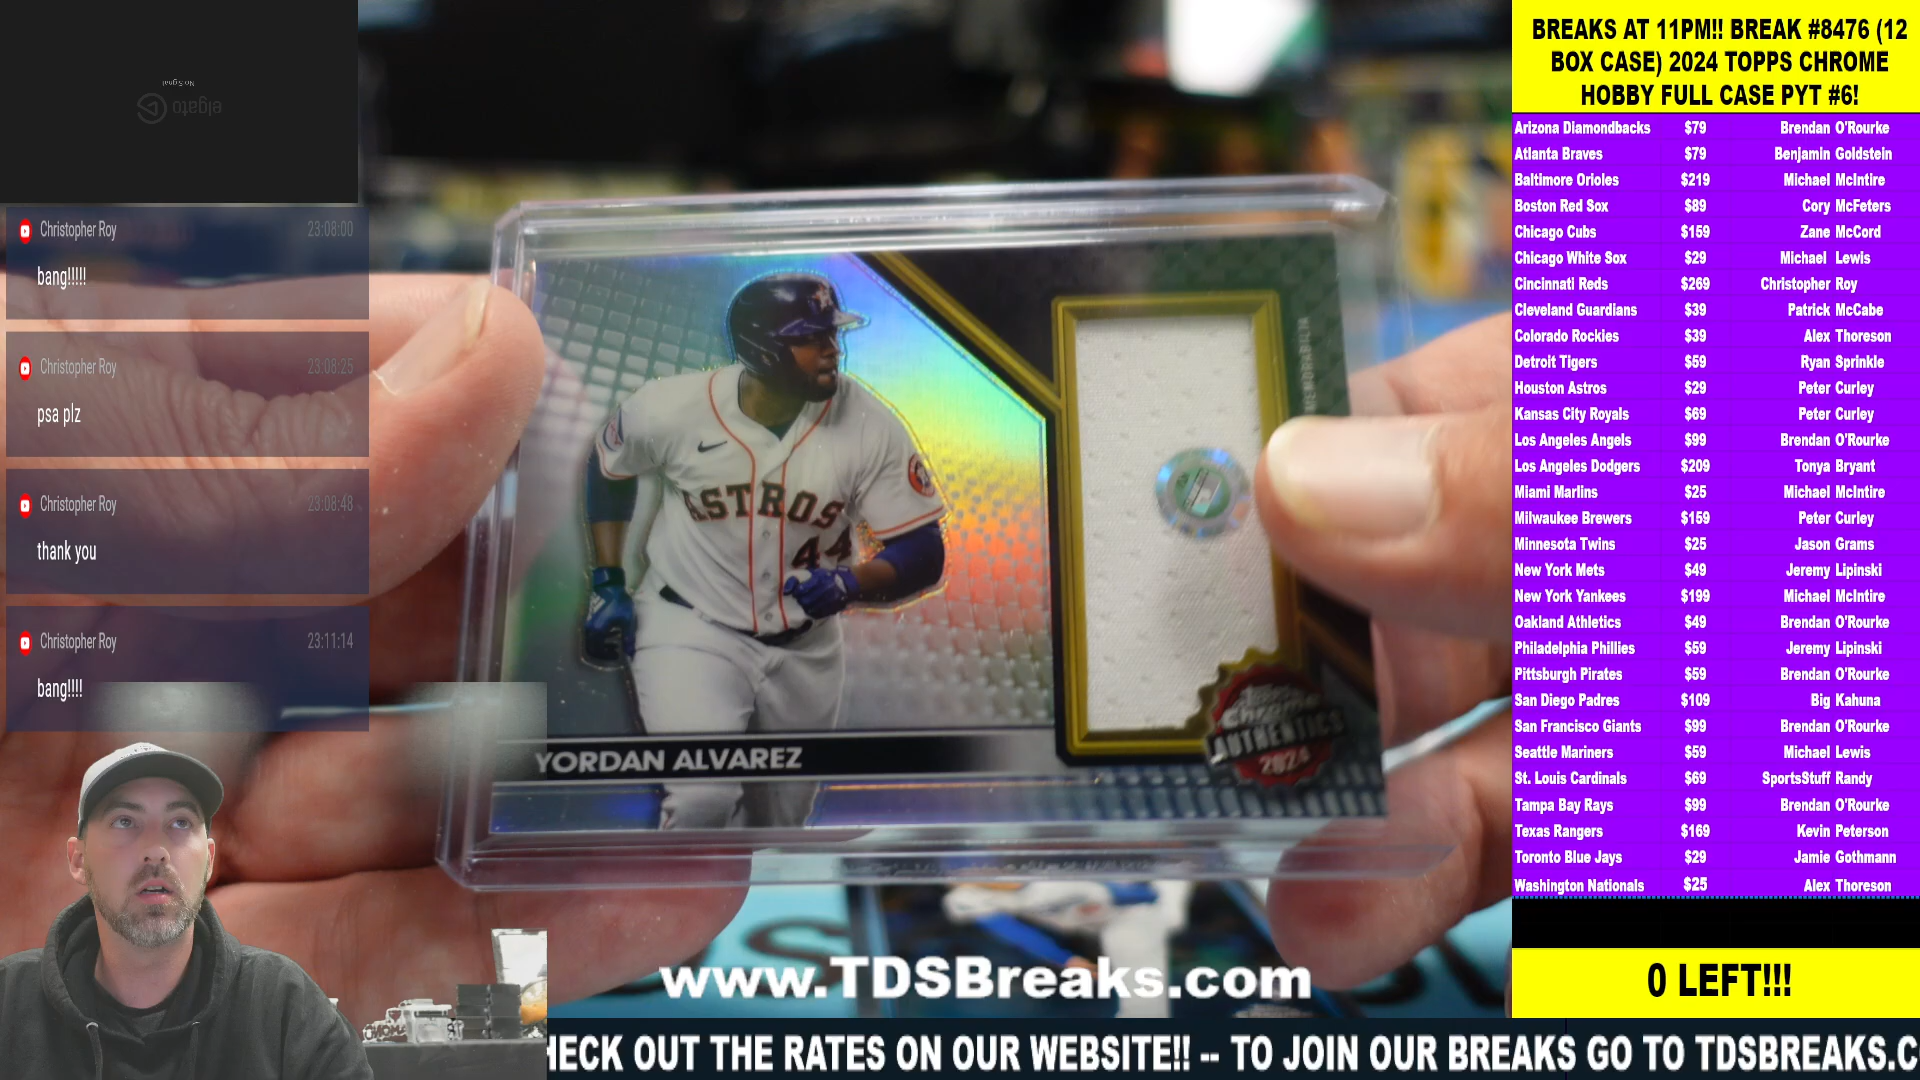 No Signal
elgato
Christopher Roy 23:08:00
bang!!!!!
Christopher Roy 23:08:25
psa plz
Christopher Roy 23:08:48
thank you
Christopher Roy 23:11:14
bang!!!!
MEMORABILIA
ASTROS
44
YORDAN ALVAREZ
Topps
Chrome
AUTHENTICS
2024
www.TDSBreaks.com
BREAKS AT 11PM!! BREAK #8476 (12
BOX CASE) 2024 TOPPS CHROME
HOBBY FULL CASE PYT #6!
Arizona Diamondbacks $79 Brendan O'Rourke
Atlanta Braves $79 Benjamin Goldstein
Baltimore Orioles $219 Michael McIntire
Boston Red Sox $89 Cory McFeters
Chicago Cubs $159 Zane McCord
Chicago White Sox $29 Michael Lewis
Cincinnati Reds $269 Christopher Roy
Cleveland Guardians $39 Patrick McCabe
Colorado Rockies $39 Alex Thoreson
Detroit Tigers $59 Ryan Sprinkle
Houston Astros $29 Peter Curley
Kansas City Royals $69 Peter Curley
Los Angeles Angels $99 Brendan O'Rourke
Los Angeles Dodgers $209 Tonya Bryant
Miami Marlins $25 Michael McIntire
Milwaukee Brewers $159 Peter Curley
Minnesota Twins $25 Jason Grams
New York Mets $49 Jeremy Lipinski
New York Yankees $199 Michael McIntire
Oakland Athletics $49 Brendan O'Rourke
Philadelphia Phillies $59 Jeremy Lipinski
Pittsburgh Pirates $59 Brendan O'Rourke
San Diego Padres $109 Big Kahuna
San Francisco Giants $99 Brendan O'Rourke
Seattle Mariners $59 Michael Lewis
St. Louis Cardinals $69 SportsStuff Randy
Tampa Bay Rays $99 Brendan O'Rourke
Texas Rangers $169 Kevin Peterson
Toronto Blue Jays $29 Jamie Gothmann
Washington Nationals $25 Alex Thoreson
0 LEFT!!!
HECK OUT THE RATES ON OUR WEBSITE!! -- TO JOIN OUR BREAKS GO TO TDSBREAKS.C